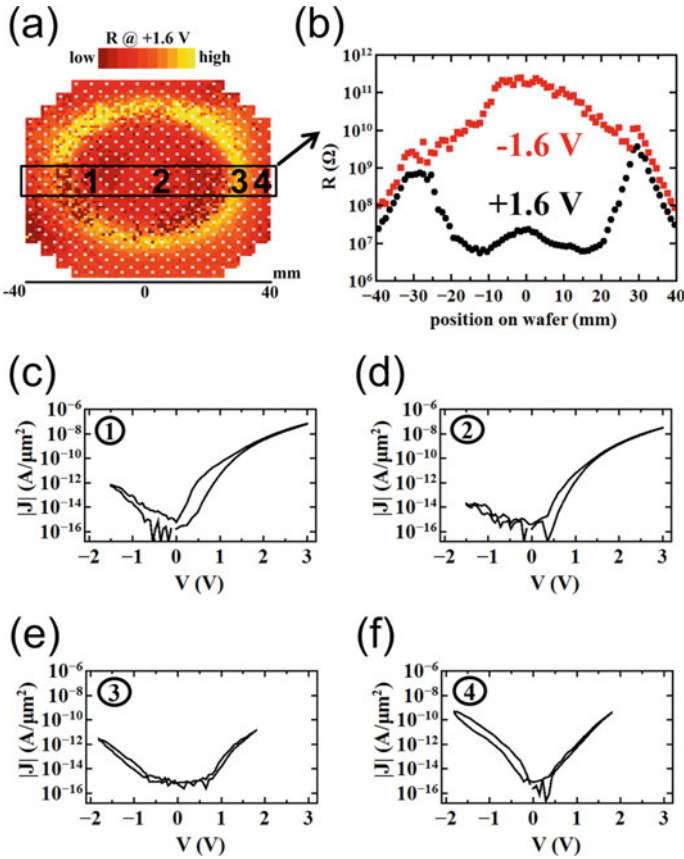 (a)
R @ +1.6 V
low high
1 2 3 4
mm
-40 0 40
(b)
10^12
10^11
10^10
10^9
10^8
10^7
10^6
R (Ω)
-1.6 V
+1.6 V
−40 −30 −20 −10 0 10 20 30 40
position on wafer (mm)
(c)
1
10^−6
10^−8
10^−10
10^−12
10^−14
10^−16
|J| (A/μm²)
−2 −1 0 1 2 3
V (V)
(d)
2
10^−6
10^−8
10^−10
10^−12
10^−14
10^−16
|J| (A/μm²)
−2 −1 0 1 2 3
V (V)
(e)
3
10^−6
10^−8
10^−10
10^−12
10^−14
10^−16
|J| (A/μm²)
−2 −1 0 1 2 3
V (V)
(f)
4
10^−6
10^−8
10^−10
10^−12
10^−14
10^−16
|J| (A/μm²)
−2 −1 0 1 2 3
V (V)